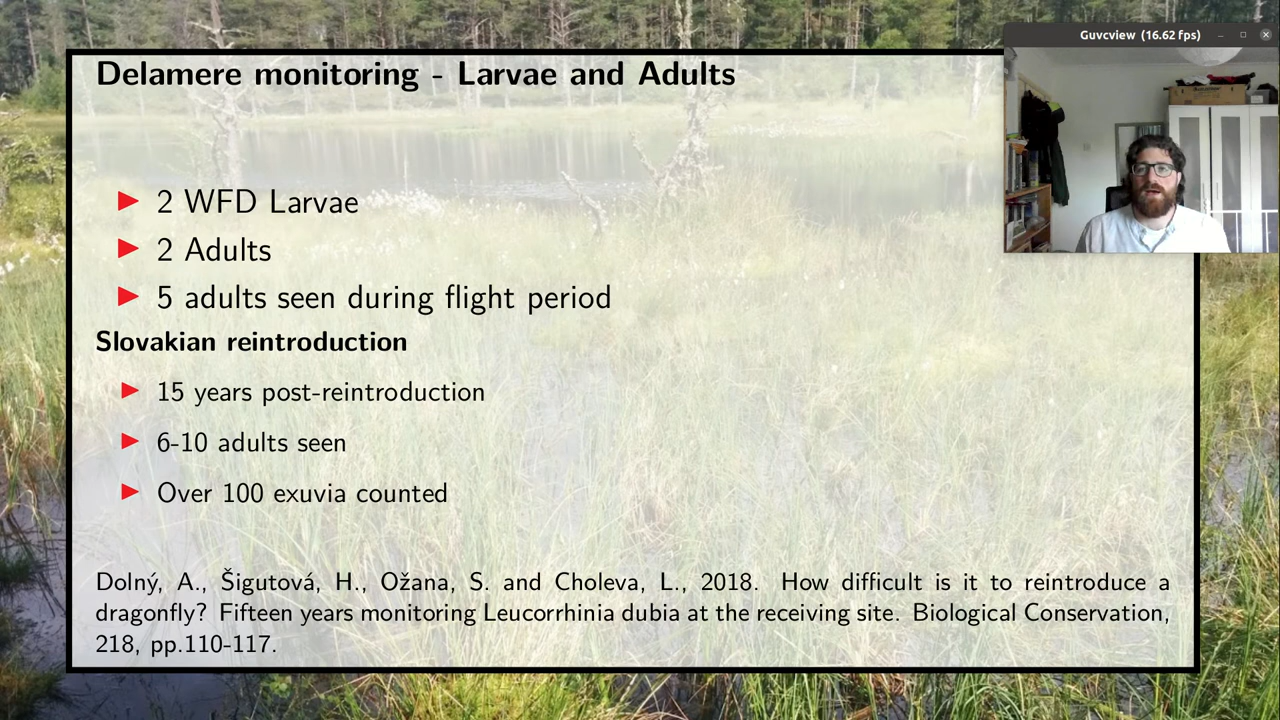 Guvcview (16.62 fps)
Delamere monitoring - Larvae and Adults
2 WFD Larvae
2 Adults
5 adults seen during flight period
Slovakian reintroduction
15 years post-reintroduction
6-10 adults seen
Over 100 exuvia counted
Dolný, A., Šigutová, H., Ožana, S. and Choleva, L., 2018. How difficult is it to reintroduce a
dragonfly? Fifteen years monitoring Leucorrhinia dubia at the receiving site. Biological Conservation,
218, pp.110-117.